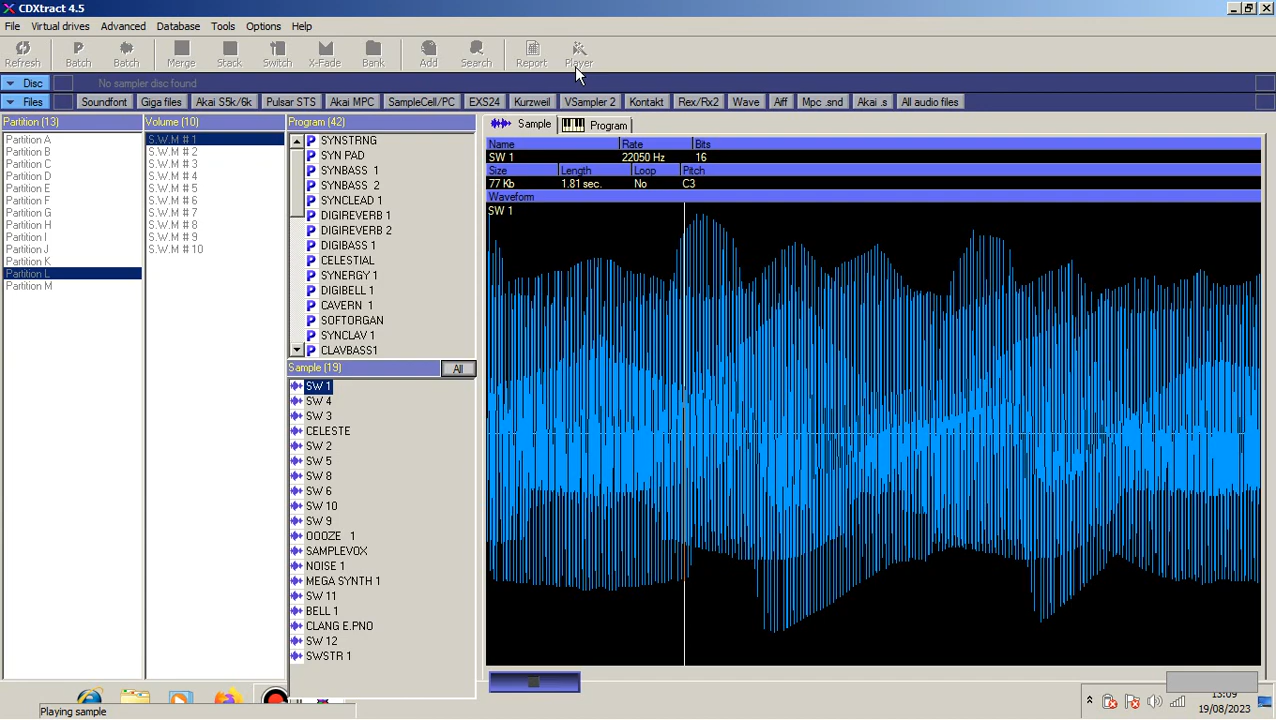 CDXtract 4.5
File Virtual drives Advanced Database Tools Options Help
Refresh Batch Batch Merge Stack Switch X-Fade Bank Add Search Report Player
Disc No sampler disc found
Files Soundfont Giga files Akai S5k/6k Pulsar STS Akai MPC SampleCell/PC EXS24 Kurzweil VSampler 2 Kontakt Rex/Rx2 Wave Aiff Mpc .snd Akai .s All audio files
Partition (13)
Partition A
Partition B
Partition C
Partition D
Partition E
Partition F
Partition G
Partition H
Partition I
Partition J
Partition K
Partition L
Partition M
Volume (10)
S.W.M # 1
S.W.M # 2
S.W.M # 3
S.W.M # 4
S.W.M # 5
S.W.M # 6
S.W.M # 7
S.W.M # 8
S.W.M # 9
S.W.M # 10
Program (42)
SYNSTRNG
SYN PAD
SYNBASS 1
SYNBASS 2
SYNCLEAD 1
DIGIREVERB 1
DIGIREVERB 2
DIGIBASS 1
CELESTIAL
SYNERGY 1
DIGIBELL 1
CAVERN 1
SOFTORGAN
SYNCLAV 1
CLAVBASS1
Sample (19) All
SW 1
SW 4
SW 3
CELESTE
SW 2
SW 5
SW 8
SW 6
SW 10
SW 9
OOOZE 1
SAMPLEVOX
NOISE 1
MEGA SYNTH 1
SW 11
BELL 1
CLANG E.PNO
SW 12
SWSTR 1
Sample Program
Name Rate Bits
SW 1 22050 Hz 16
Size Length Loop Pitch
77 Kb 1.81 sec. No C3
Waveform
SW 1
Playing sample
13:09
19/08/2023